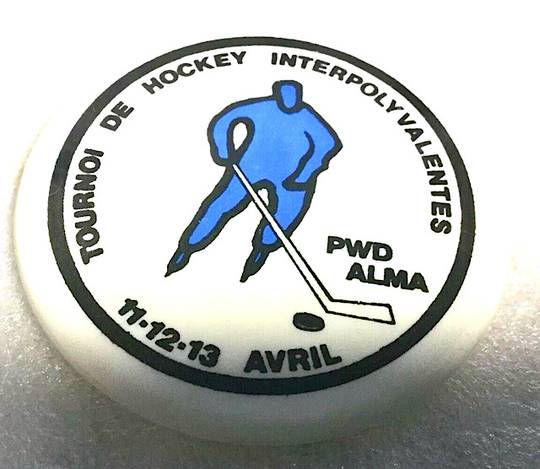 TOURNOI DE HOCKEY INTERPOLYVALENTES
PWD
ALMA
11-12-13 AVRIL